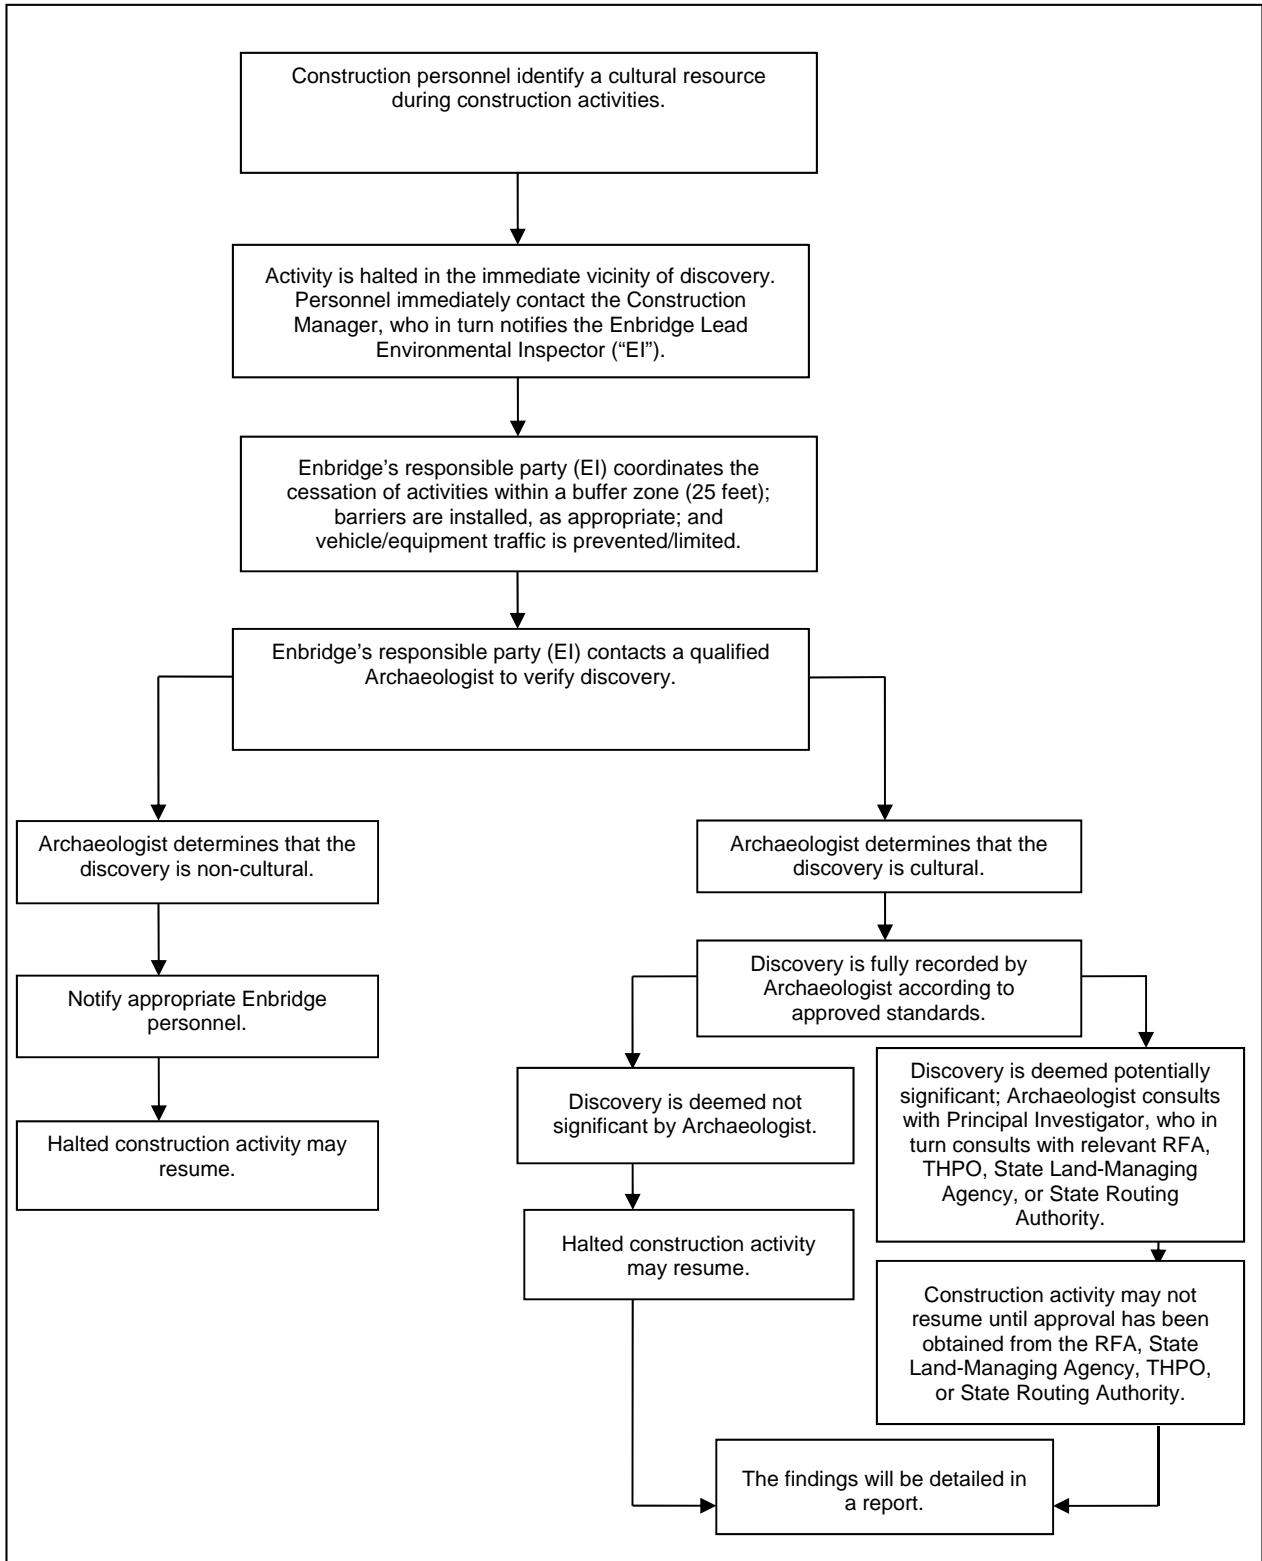 Construction personnel identify a cultural resource
during construction activities.
Activity is halted in the immediate vicinity of discovery.
Personnel immediately contact the Construction
Manager, who in turn notifies the Enbridge Lead
Environmental Inspector (“EI”).
Enbridge’s responsible party (EI) coordinates the
cessation of activities within a buffer zone (25 feet);
barriers are installed, as appropriate; and
vehicle/equipment traffic is prevented/limited.
Enbridge’s responsible party (EI) contacts a qualified
Archaeologist to verify discovery.
Archaeologist determines that the
discovery is non-cultural.
Notify appropriate Enbridge
personnel.
Halted construction activity may
resume.
Archaeologist determines that the
discovery is cultural.
Discovery is fully recorded by
Archaeologist according to
approved standards.
Discovery is deemed not
significant by Archaeologist.
Halted construction activity
may resume.
Discovery is deemed potentially
significant; Archaeologist consults
with Principal Investigator, who in
turn consults with relevant RFA,
THPO, State Land-Managing
Agency, or State Routing
Authority.
Construction activity may not
resume until approval has been
obtained from the RFA, State
Land-Managing Agency, THPO,
or State Routing Authority.
The findings will be detailed in
a report.